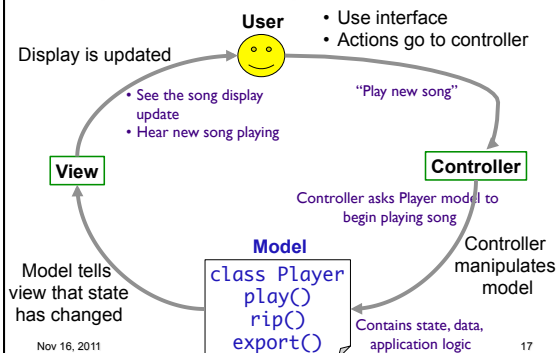 User
• Use interface
• Actions go to controller
Display is updated
• See the song display
update
• Hear new song playing
“Play new song”
View
Controller
Controller asks Player model to
begin playing song
Controller
manipulates
model
Model
class Player
play()
rip()
export()
Model tells
view that state
has changed
Contains state, data,
application logic
Nov 16, 2011
17